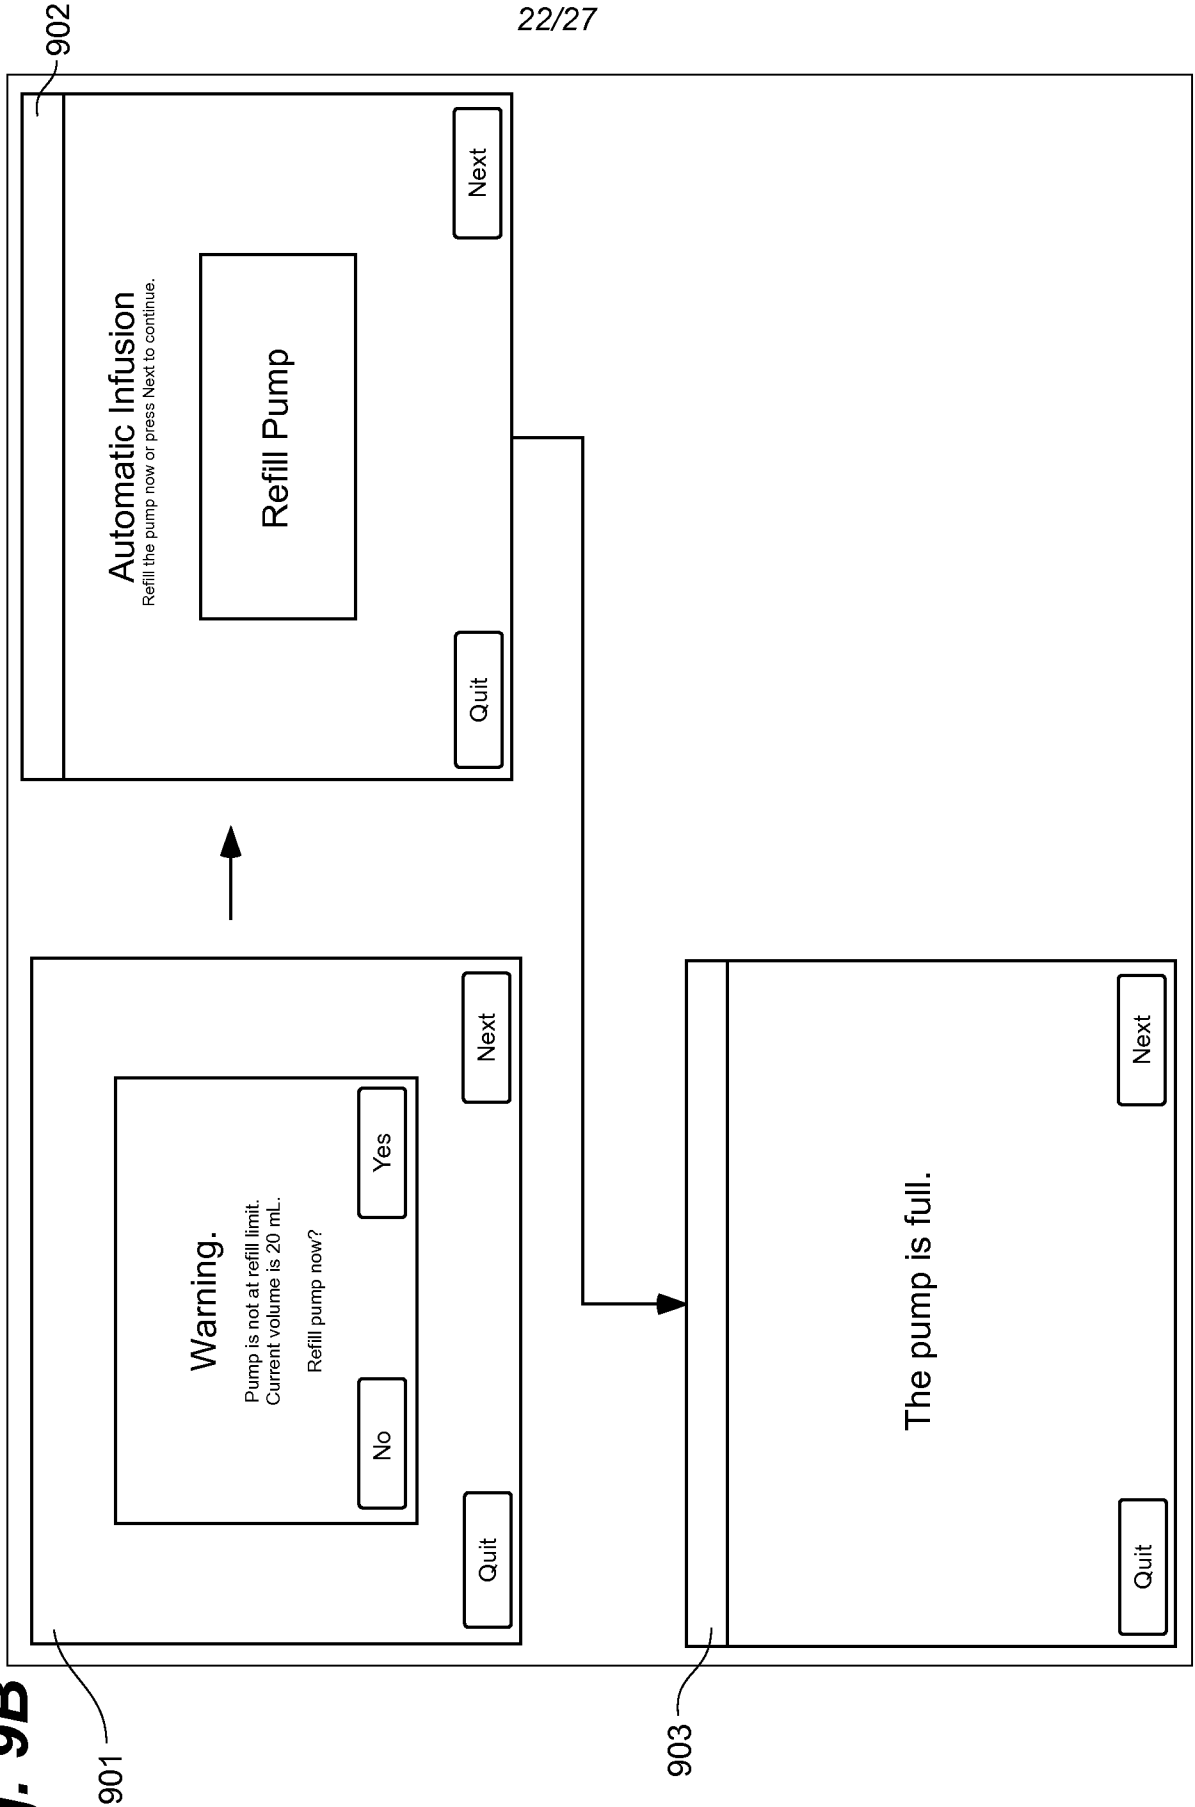 22/27
901
Warning.
Pump is not at refill limit.
Current volume is 20 mL.
Refill pump now?
No
Yes
Quit
Next
902
Automatic Infusion
Refill the pump now or press Next to continue.
Refill Pump
Quit
Next
903
The pump is full.
Quit
Next
9B